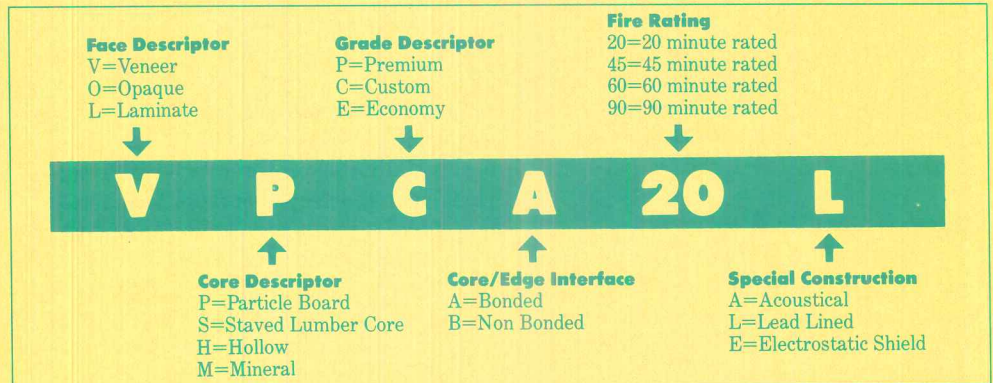 Face Descriptor
V=Veneer
O=Opaque
L=Laminate
Grade Descriptor
P=Premium
C=Custom
E=Economy
Fire Rating
20=20 minute rated
45=45 minute rated
60=60 minute rated
90=90 minute rated
V P C A 20 L
Core Descriptor
P=Particle Board
S=Staved Lumber Core
H=Hollow
M=Mineral
Core/Edge Interface
A=Bonded
B=Non Bonded
Special Construction
A=Acoustical
L=Lead Lined
E=Electrostatic Shield